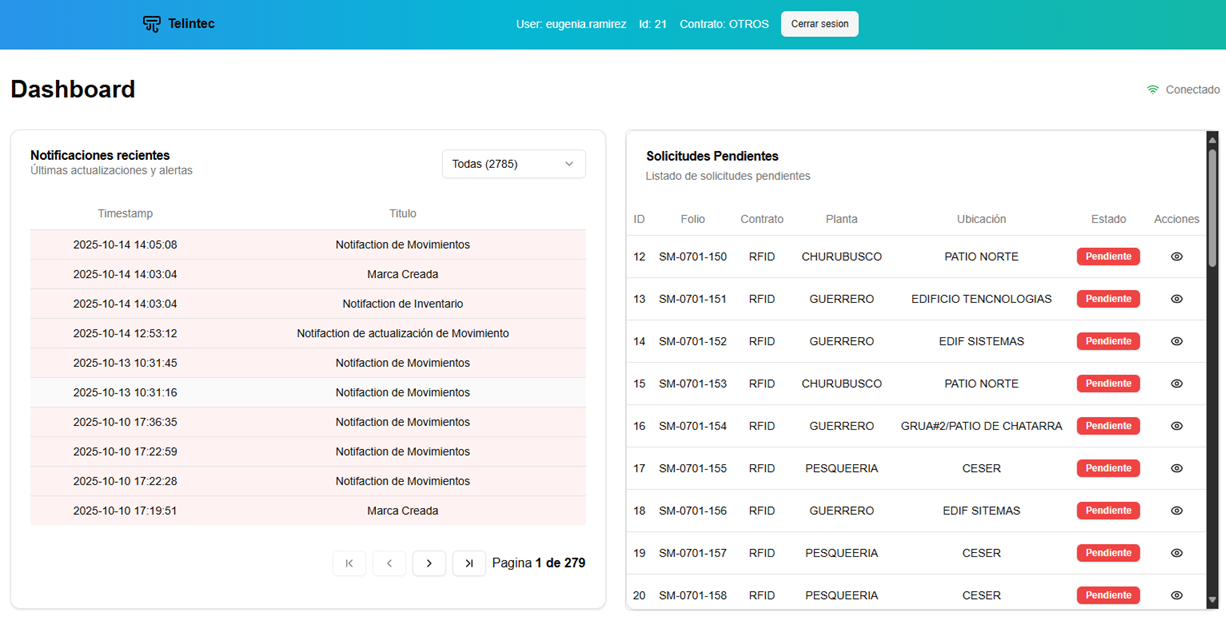 Telintec
User: eugenia.ramirez Id: 21 Contrato: OTROS Cerrar sesion
Dashboard
Conectado
Notificaciones recientes
Últimas actualizaciones y alertas
Todas (2785)
Timestamp Titulo
2025-10-14 14:05:08 Notifaction de Movimientos
2025-10-14 14:03:04 Marca Creada
2025-10-14 14:03:04 Notifaction de Inventario
2025-10-14 12:53:12 Notifaction de actualización de Movimiento
2025-10-13 10:31:45 Notifaction de Movimientos
2025-10-13 10:31:16 Notifaction de Movimientos
2025-10-10 17:36:35 Notifaction de Movimientos
2025-10-10 17:22:59 Notifaction de Movimientos
2025-10-10 17:22:28 Notifaction de Movimientos
2025-10-10 17:19:51 Marca Creada
Pagina 1 de 279
Solicitudes Pendientes
Listado de solicitudes pendientes
ID Folio Contrato Planta Ubicación Estado Acciones
12 SM-0701-150 RFID CHURUBUSCO PATIO NORTE Pendiente
13 SM-0701-151 RFID GUERRERO EDIFICIO TENCNOLOGIAS Pendiente
14 SM-0701-152 RFID GUERRERO EDIF SISTEMAS Pendiente
15 SM-0701-153 RFID CHURUBUSCO PATIO NORTE Pendiente
16 SM-0701-154 RFID GUERRERO GRUA#2/PATIO DE CHATARRA Pendiente
17 SM-0701-155 RFID PESQUEERIA CESER Pendiente
18 SM-0701-156 RFID GUERRERO EDIF SITEMAS Pendiente
19 SM-0701-157 RFID PESQUEERIA CESER Pendiente
20 SM-0701-158 RFID PESQUEERIA CESER Pendiente